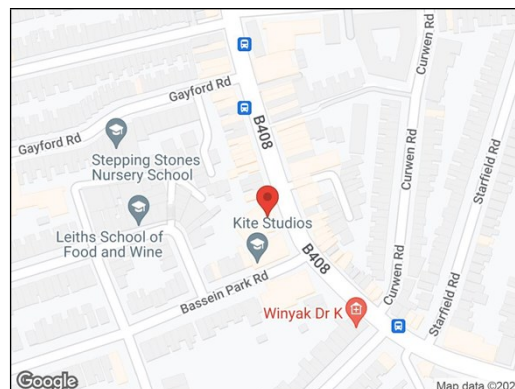 Gayford Rd
Gayford Rd
B408
Curwen Rd
Stepping Stones
Nursery School
Starfield Rd
Curwen Rd
Leiths School of
Food and Wine
Kite Studios
B408
Bassein Park Rd
Winyak Dr K
Curwen Rd
Starfield Rd
Google
Map data ©202